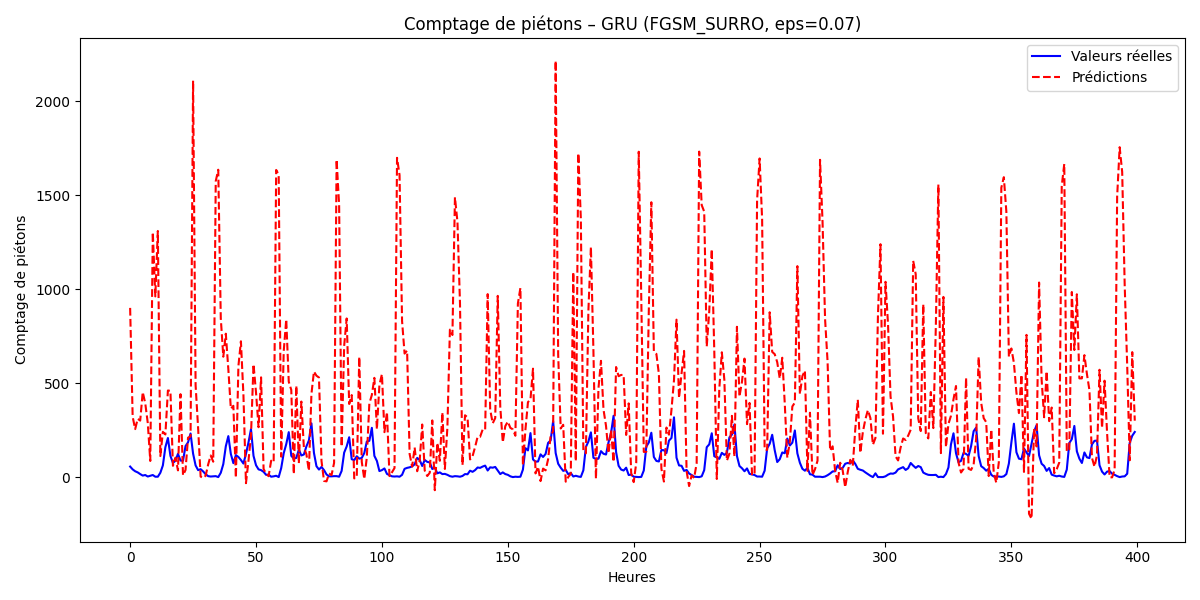 Comptage de piétons – GRU (FGSM_SURRO, eps=0.07)
Valeurs réelles
Prédictions
Comptage de piétons
2000
1500
1000
500
0
0 50 100 150 200 250 300 350 400
Heures